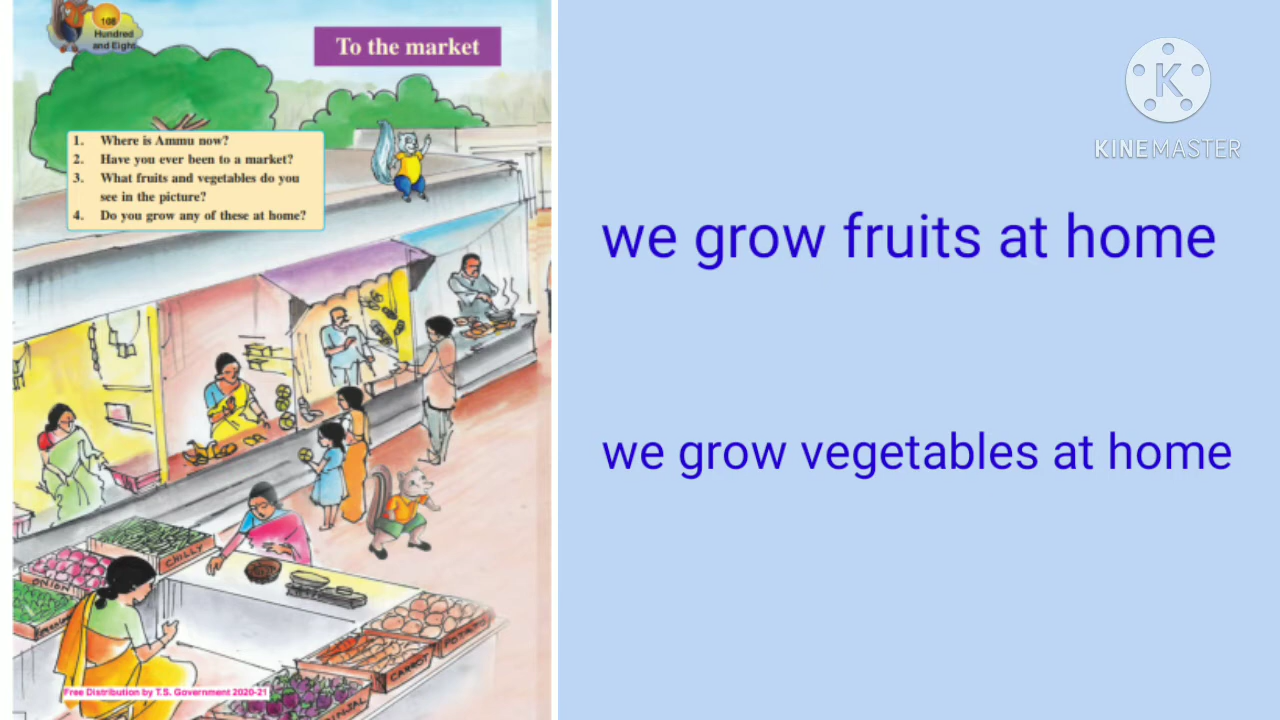 108
Hundred
and Eight
To the market
1. Where is Ammu now?
2. Have you ever been to a market?
3. What fruits and vegetables do you
see in the picture?
4. Do you grow any of these at home?
CHILLY
ONION
POTATO
CARROT
Free Distribution by T.S. Government 2020-21
KINEMASTER
we grow fruits at home
we grow vegetables at home